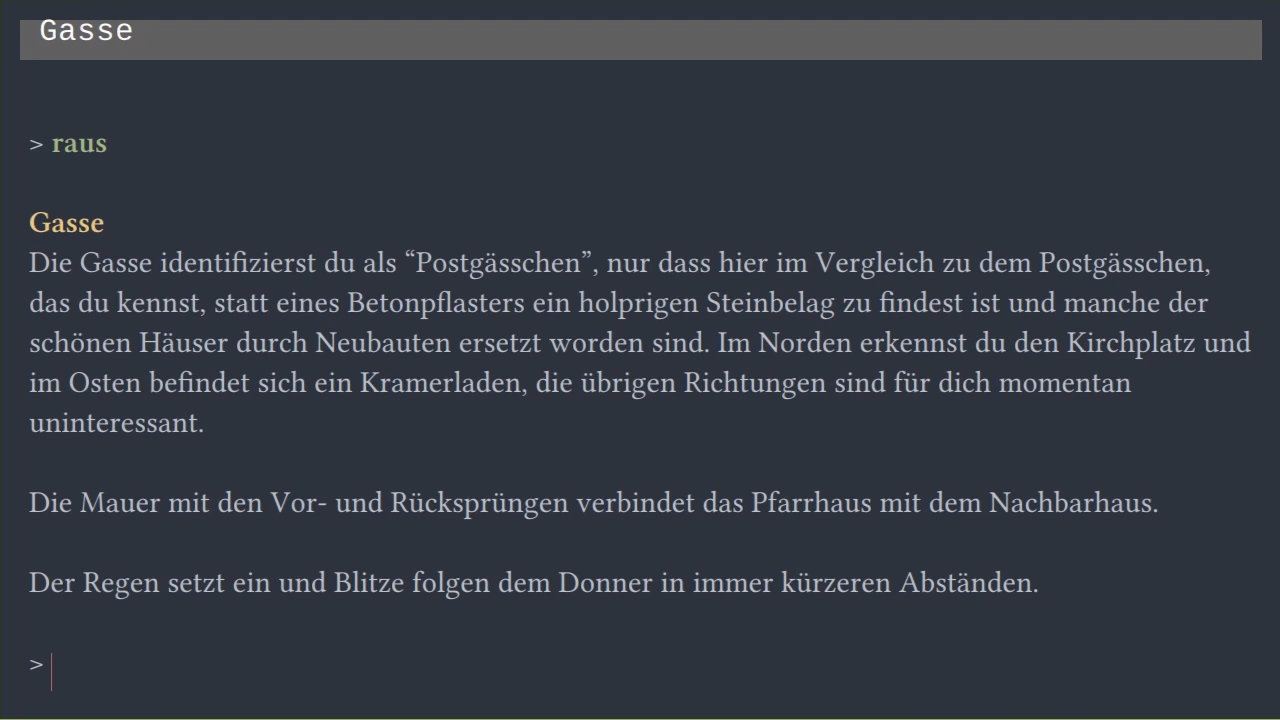 Gasse
> raus
Gasse
Die Gasse identifizierst du als “Postgässchen”, nur dass hier im Vergleich zu dem Postgässchen,
das du kennst, statt eines Betonpflasters ein holprigen Steinbelag zu findest ist und manche der
schönen Häuser durch Neubauten ersetzt worden sind. Im Norden erkennst du den Kirchplatz und
im Osten befindet sich ein Kramerladen, die übrigen Richtungen sind für dich momentan
uninteressant.
Die Mauer mit den Vor- und Rücksprüngen verbindet das Pfarrhaus mit dem Nachbarhaus.
Der Regen setzt ein und Blitze folgen dem Donner in immer kürzeren Abständen.
>